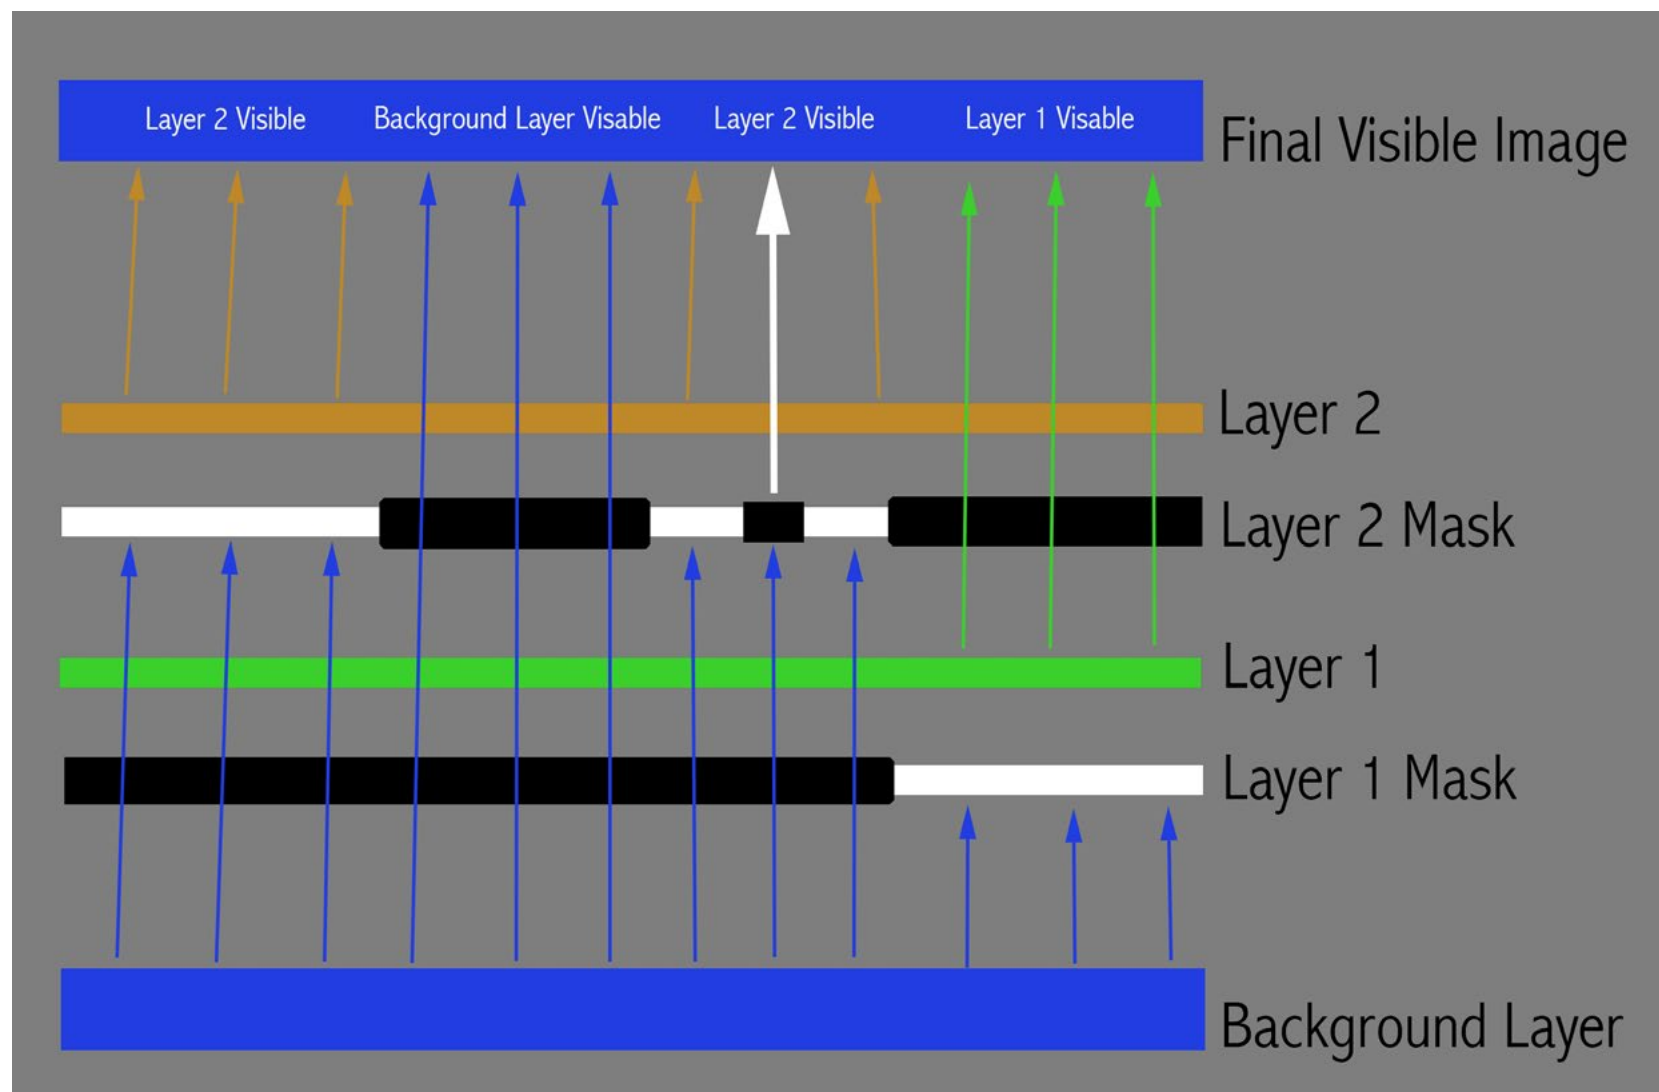 Layer 2 Visible
Background Layer Visable
Layer 2 Visible
Layer 1 Visable
Final Visible Image
Layer 2
Layer 2 Mask
Layer 1
Layer 1 Mask
Background Layer